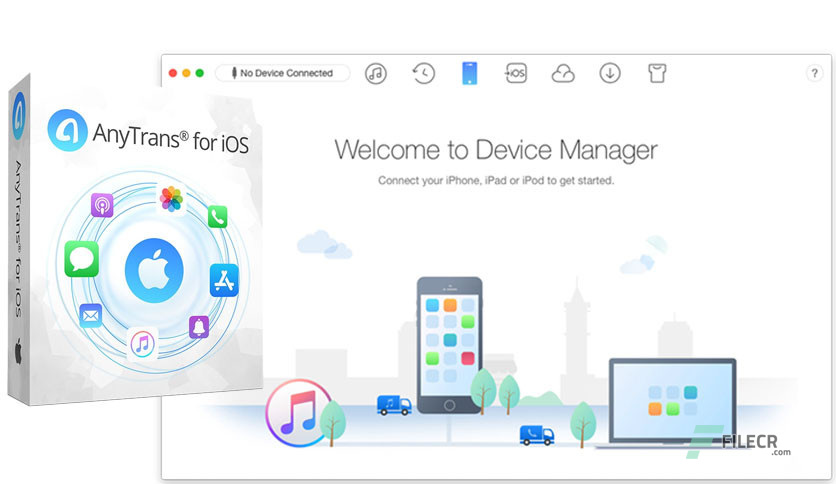 No Device Connected
iOS
?
AnyTrans® for iOS
AnyTrans® for iOS
Welcome to Device Manager
Connect your iPhone, iPad or iPod to get started.
FILECR
.com